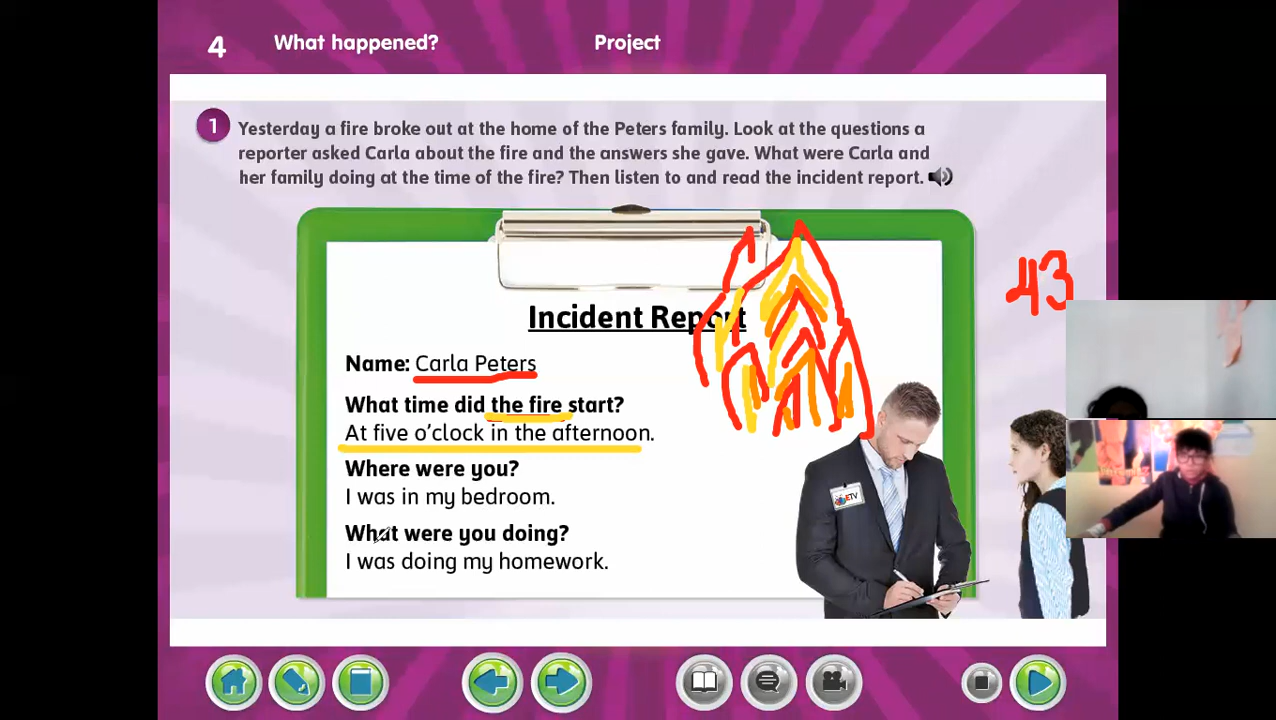 4 What happened? Project
1 Yesterday a fire broke out at the home of the Peters family. Look at the questions a
reporter asked Carla about the fire and the answers she gave. What were Carla and
her family doing at the time of the fire? Then listen to and read the incident report.
43
Incident Report
Name: Carla Peters
What time did the fire start?
At five o'clock in the afternoon.
Where were you?
I was in my bedroom.
ETV
What were you doing?
I was doing my homework.